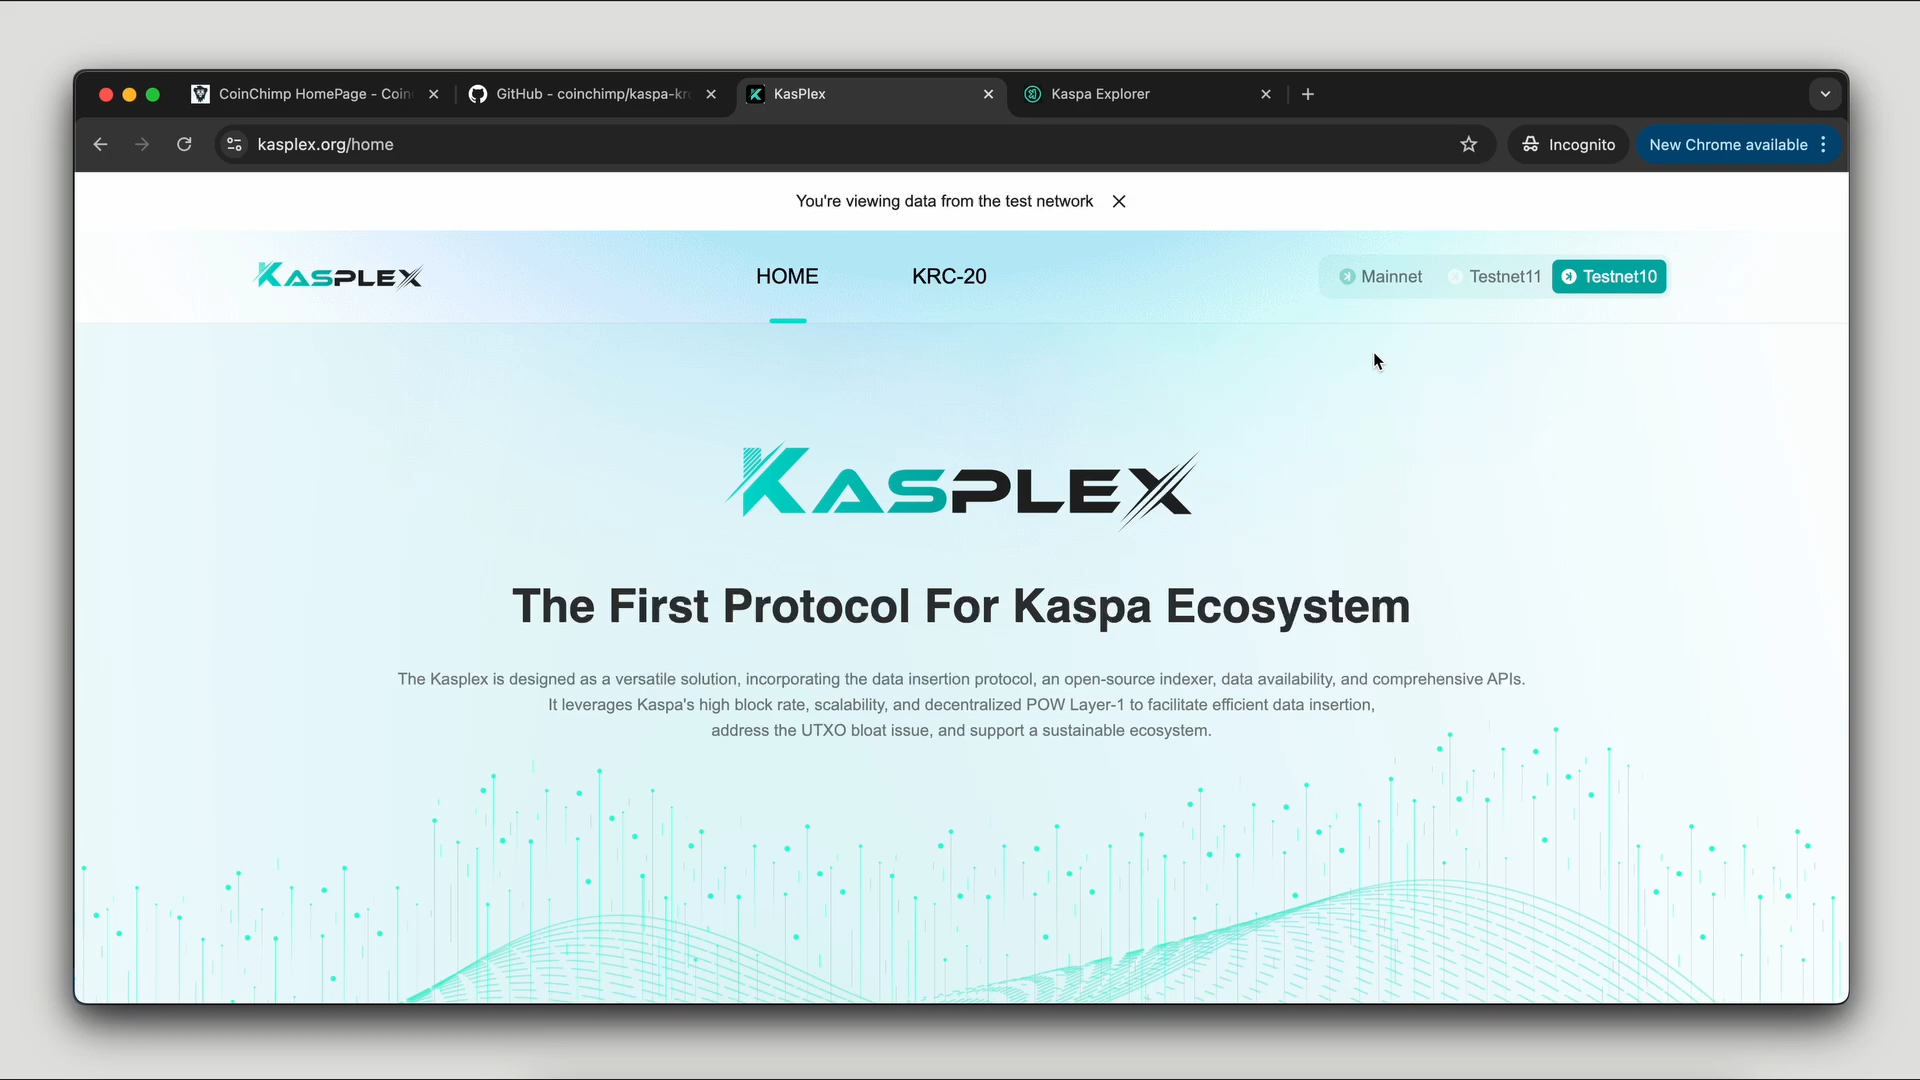 CoinChimp HomePage - Coin
GitHub - coinchimp/kaspa-krc
KasPlex
Kaspa Explorer
kasplex.org/home
Incognito
New Chrome available
You're viewing data from the test network
KASPLEX
HOME
KRC-20
Mainnet
Testnet11
Testnet10
KASPLEX
The First Protocol For Kaspa Ecosystem
The Kasplex is designed as a versatile solution, incorporating the data insertion protocol, an open-source indexer, data availability, and comprehensive APIs.
It leverages Kaspa's high block rate, scalability, and decentralized POW Layer-1 to facilitate efficient data insertion,
address the UTXO bloat issue, and support a sustainable ecosystem.